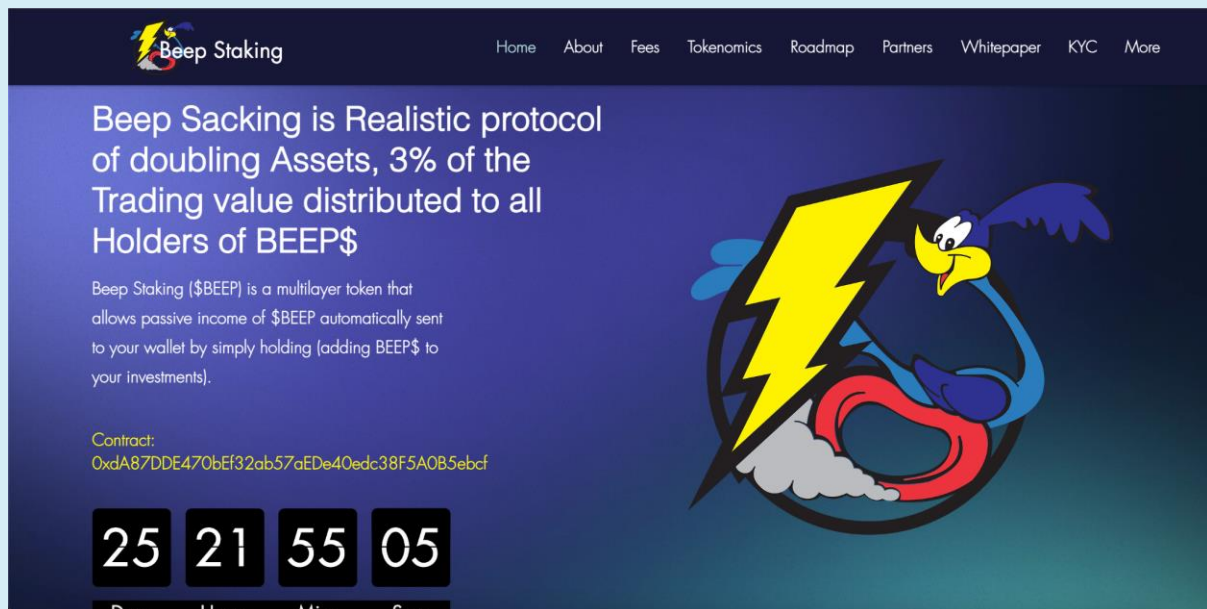 Beep Staking
Home About Fees Tokenomics Roadmap Partners Whitepaper KYC More
Beep Sacking is Realistic protocol
of doubling Assets, 3% of the
Trading value distributed to all
Holders of BEEP$
Beep Staking ($BEEP) is a multilayer token that
allows passive income of $BEEP automatically sent
to your wallet by simply holding (adding BEEP$ to
your investments).
Contract:
0xdA87DDE470bEf32ab57aEDe40edc38F5A0B5ebcf
25 21 55 05